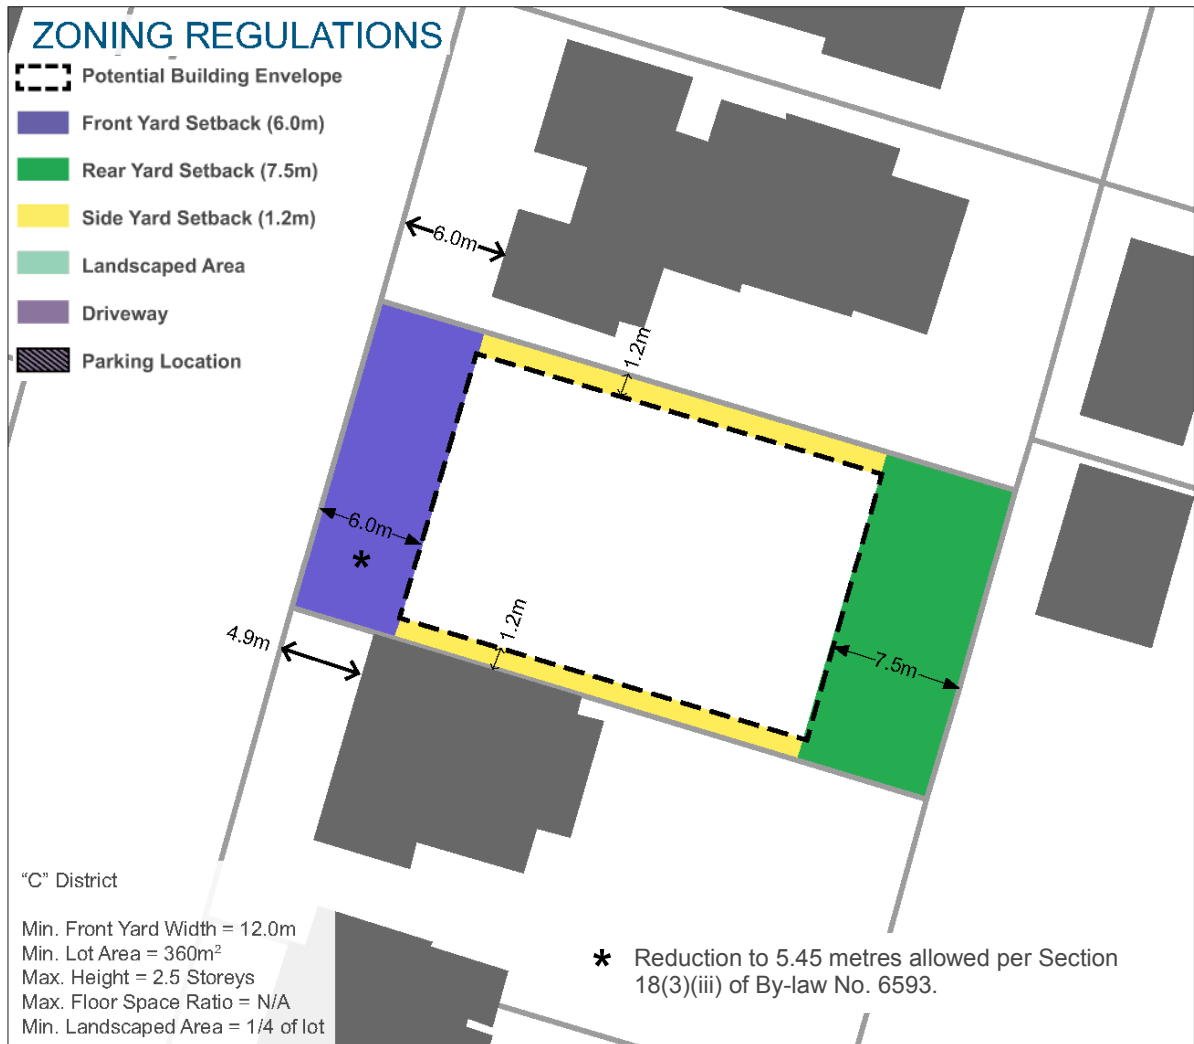 ZONING REGULATIONS
Potential Building Envelope
Front Yard Setback (6.0m)
Rear Yard Setback (7.5m)
Side Yard Setback (1.2m)
Landscaped Area
Driveway
Parking Location
6.0m
1.2m
6.0m
*
1.2m
4.9m
7.5m
“C” District
Min. Front Yard Width = 12.0m
Min. Lot Area = 360m²
Max. Height = 2.5 Storeys
Max. Floor Space Ratio = N/A
Min. Landscaped Area = 1/4 of lot
* Reduction to 5.45 metres allowed per Section
18(3)(iii) of By-law No. 6593.